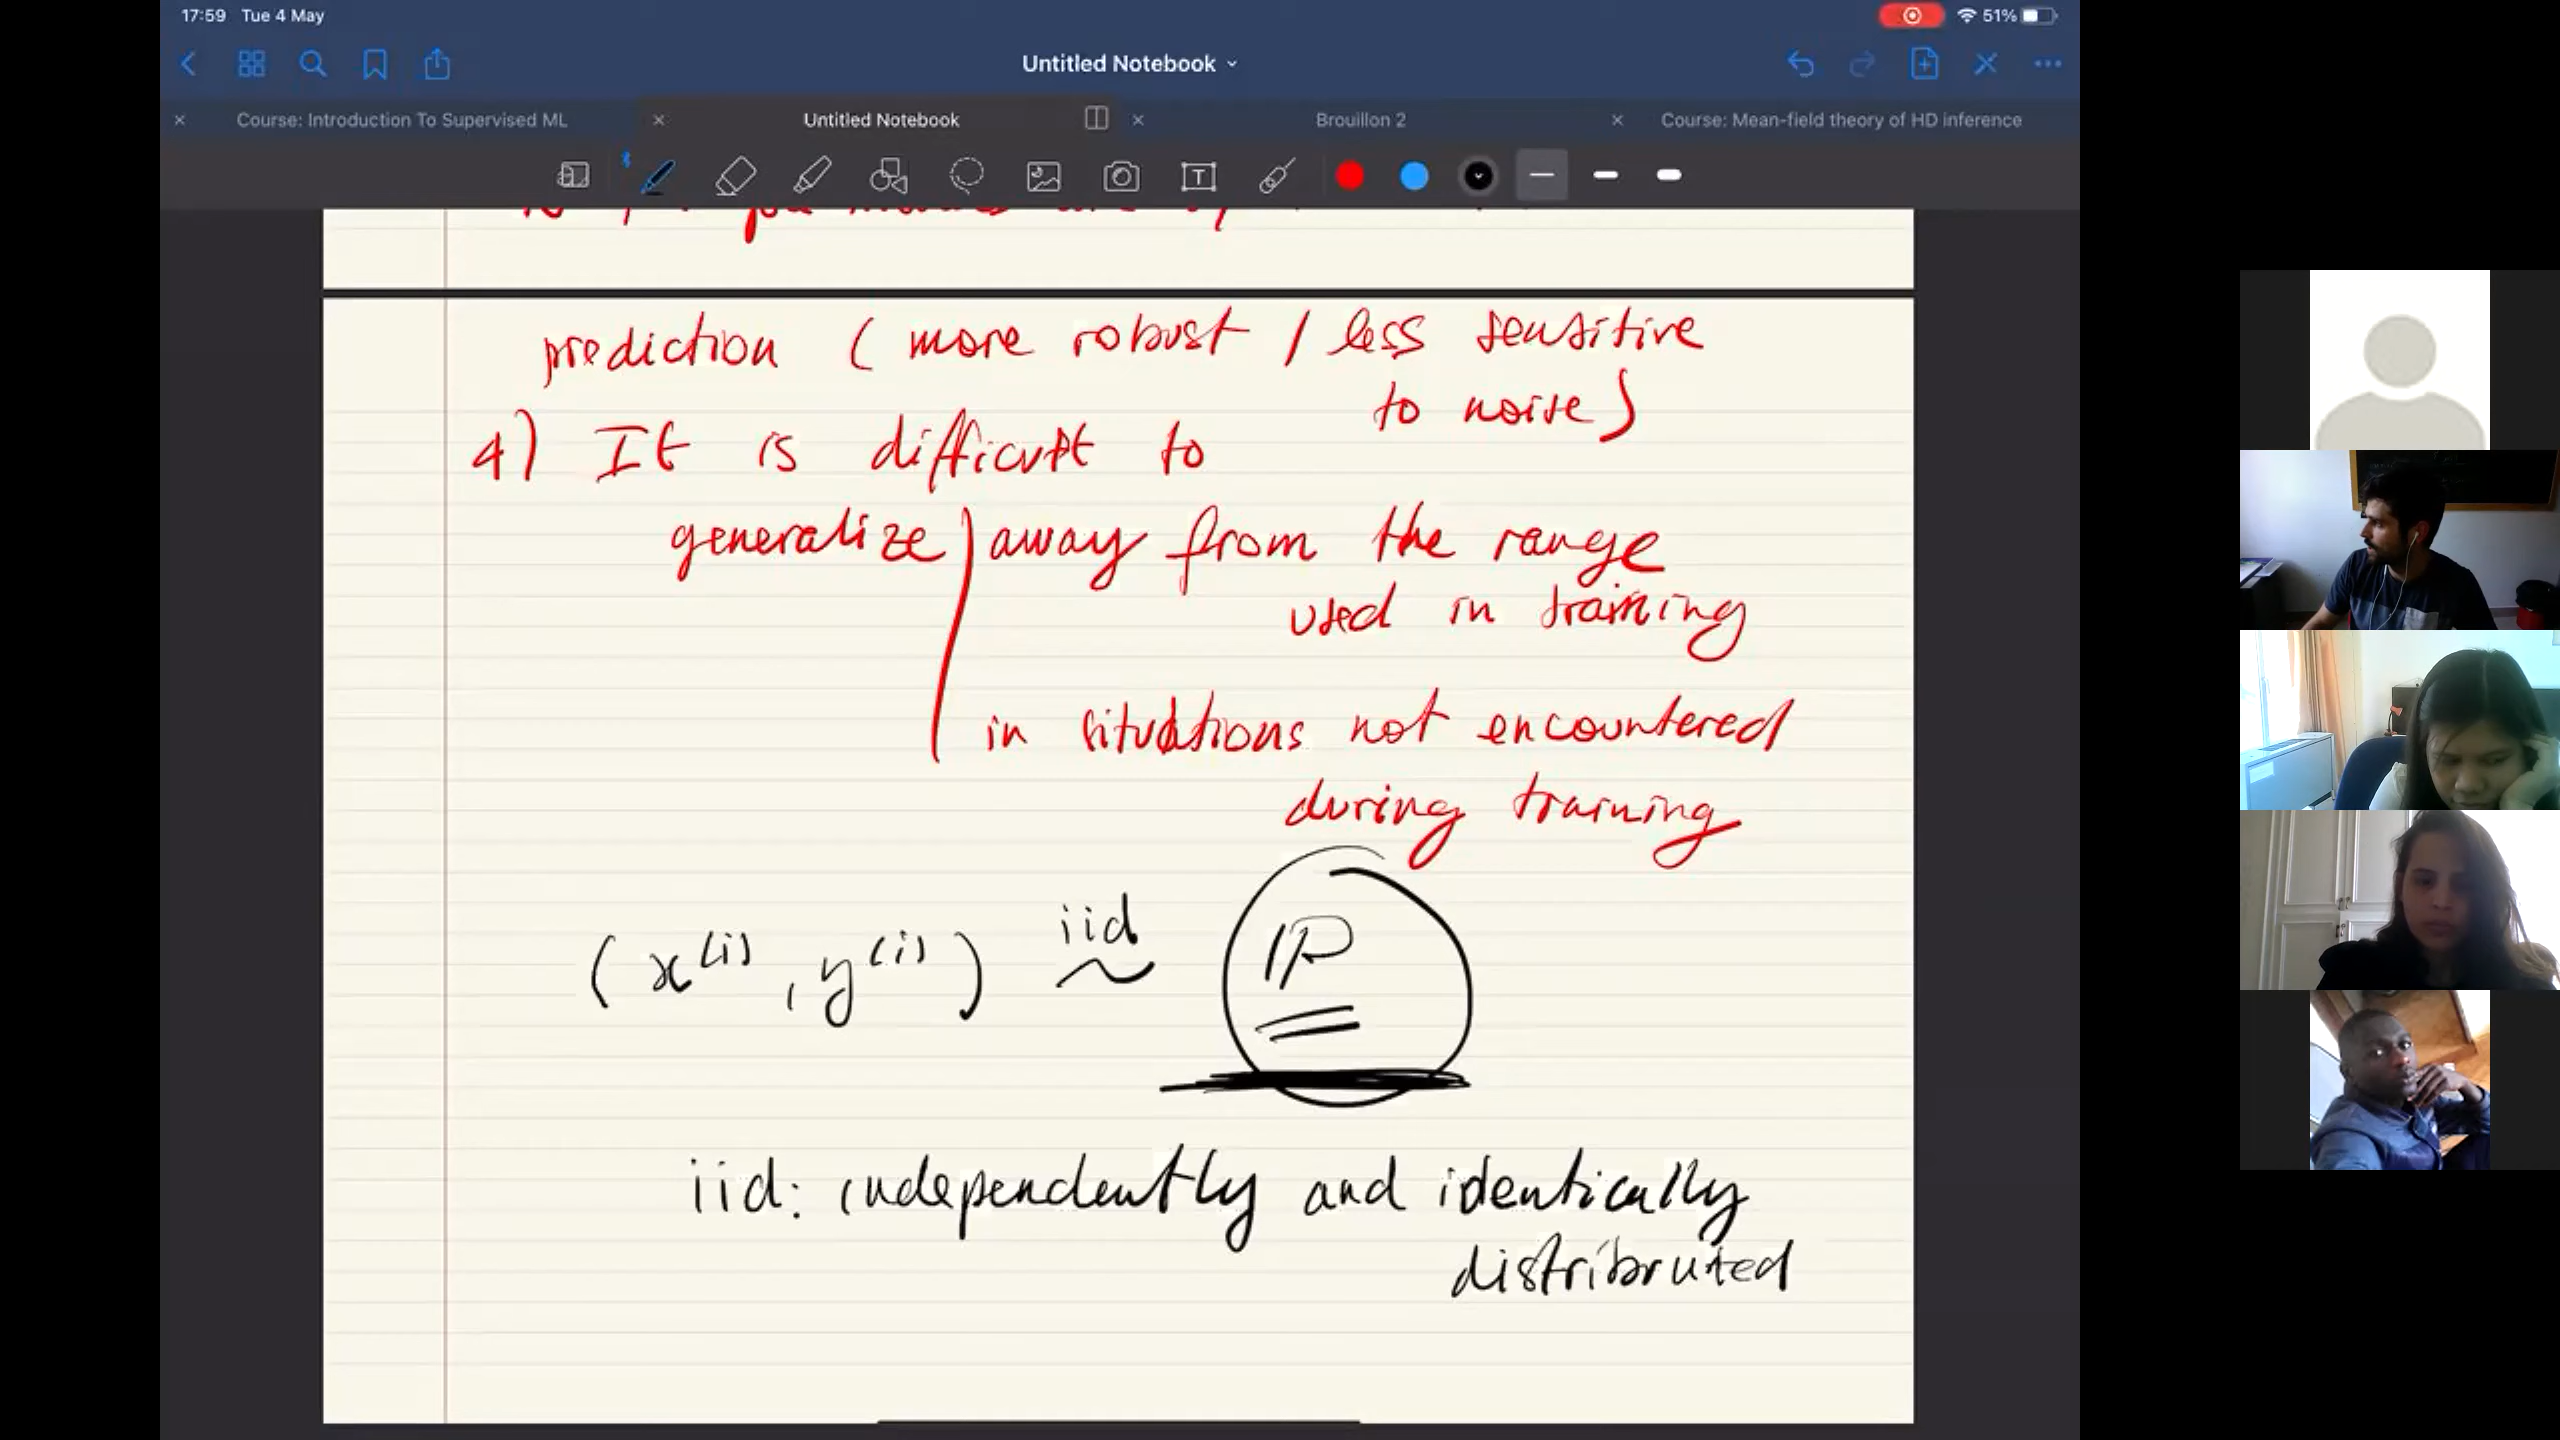 17:59 Tue 4 May
51%
Untitled Notebook
Course: Introduction To Supervised ML
Untitled Notebook
Brouillon 2
Course: Mean-field theory of HD inference
prediction ( more robust / less sensitive
to noise )
4) It is difficult to
generalize
away from the range
used in training
in situations not encountered
during training
(x^(i), y^(i)) iid ~ IP
iid: independently and identically
distributed